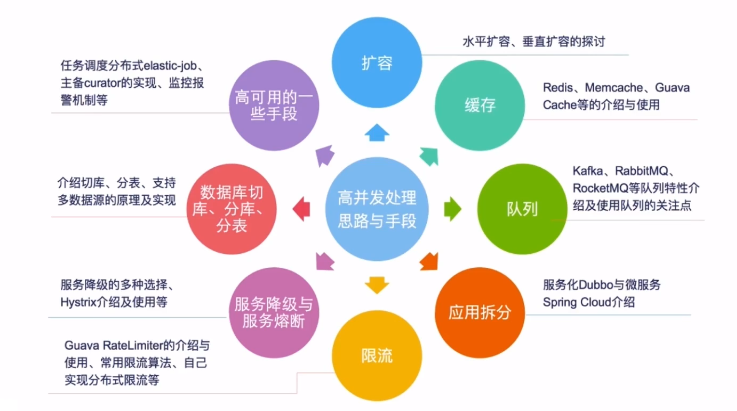 高并发处理
思路与手段
扩容
水平扩容、垂直扩容的探讨
缓存
Redis、Memcache、Guava
Cache等的介绍与使用
队列
Kafka、RabbitMQ、
RocketMQ等队列特性介
绍及使用队列的关注点
应用拆分
服务化Dubbo与微服务
Spring Cloud介绍
限流
Guava RateLimiter的介绍与
使用、常用限流算法、自己
实现分布式限流等
服务降级与
服务熔断
服务降级的多种选择、
Hystrix介绍及使用等
数据库切
库、分库、
分表
介绍切库、分表、支持
多数据源的原理及实现
高可用的一
些手段
任务调度分布式elastic-job、
主备curator的实现、监控报
警机制等